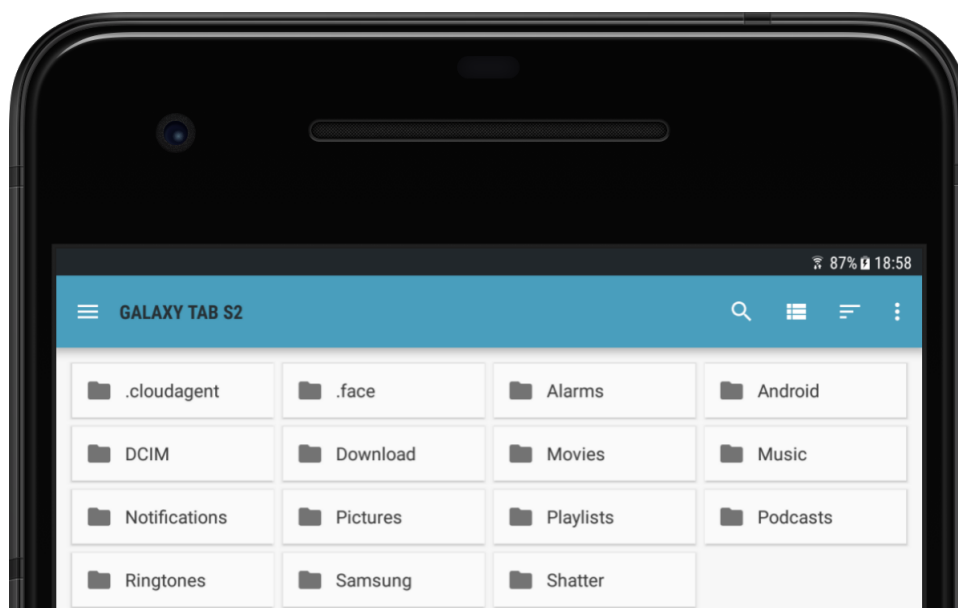 87% 18:58
GALAXY TAB S2
.cloudagent .face Alarms Android
DCIM Download Movies Music
Notifications Pictures Playlists Podcasts
Ringtones Samsung Shatter